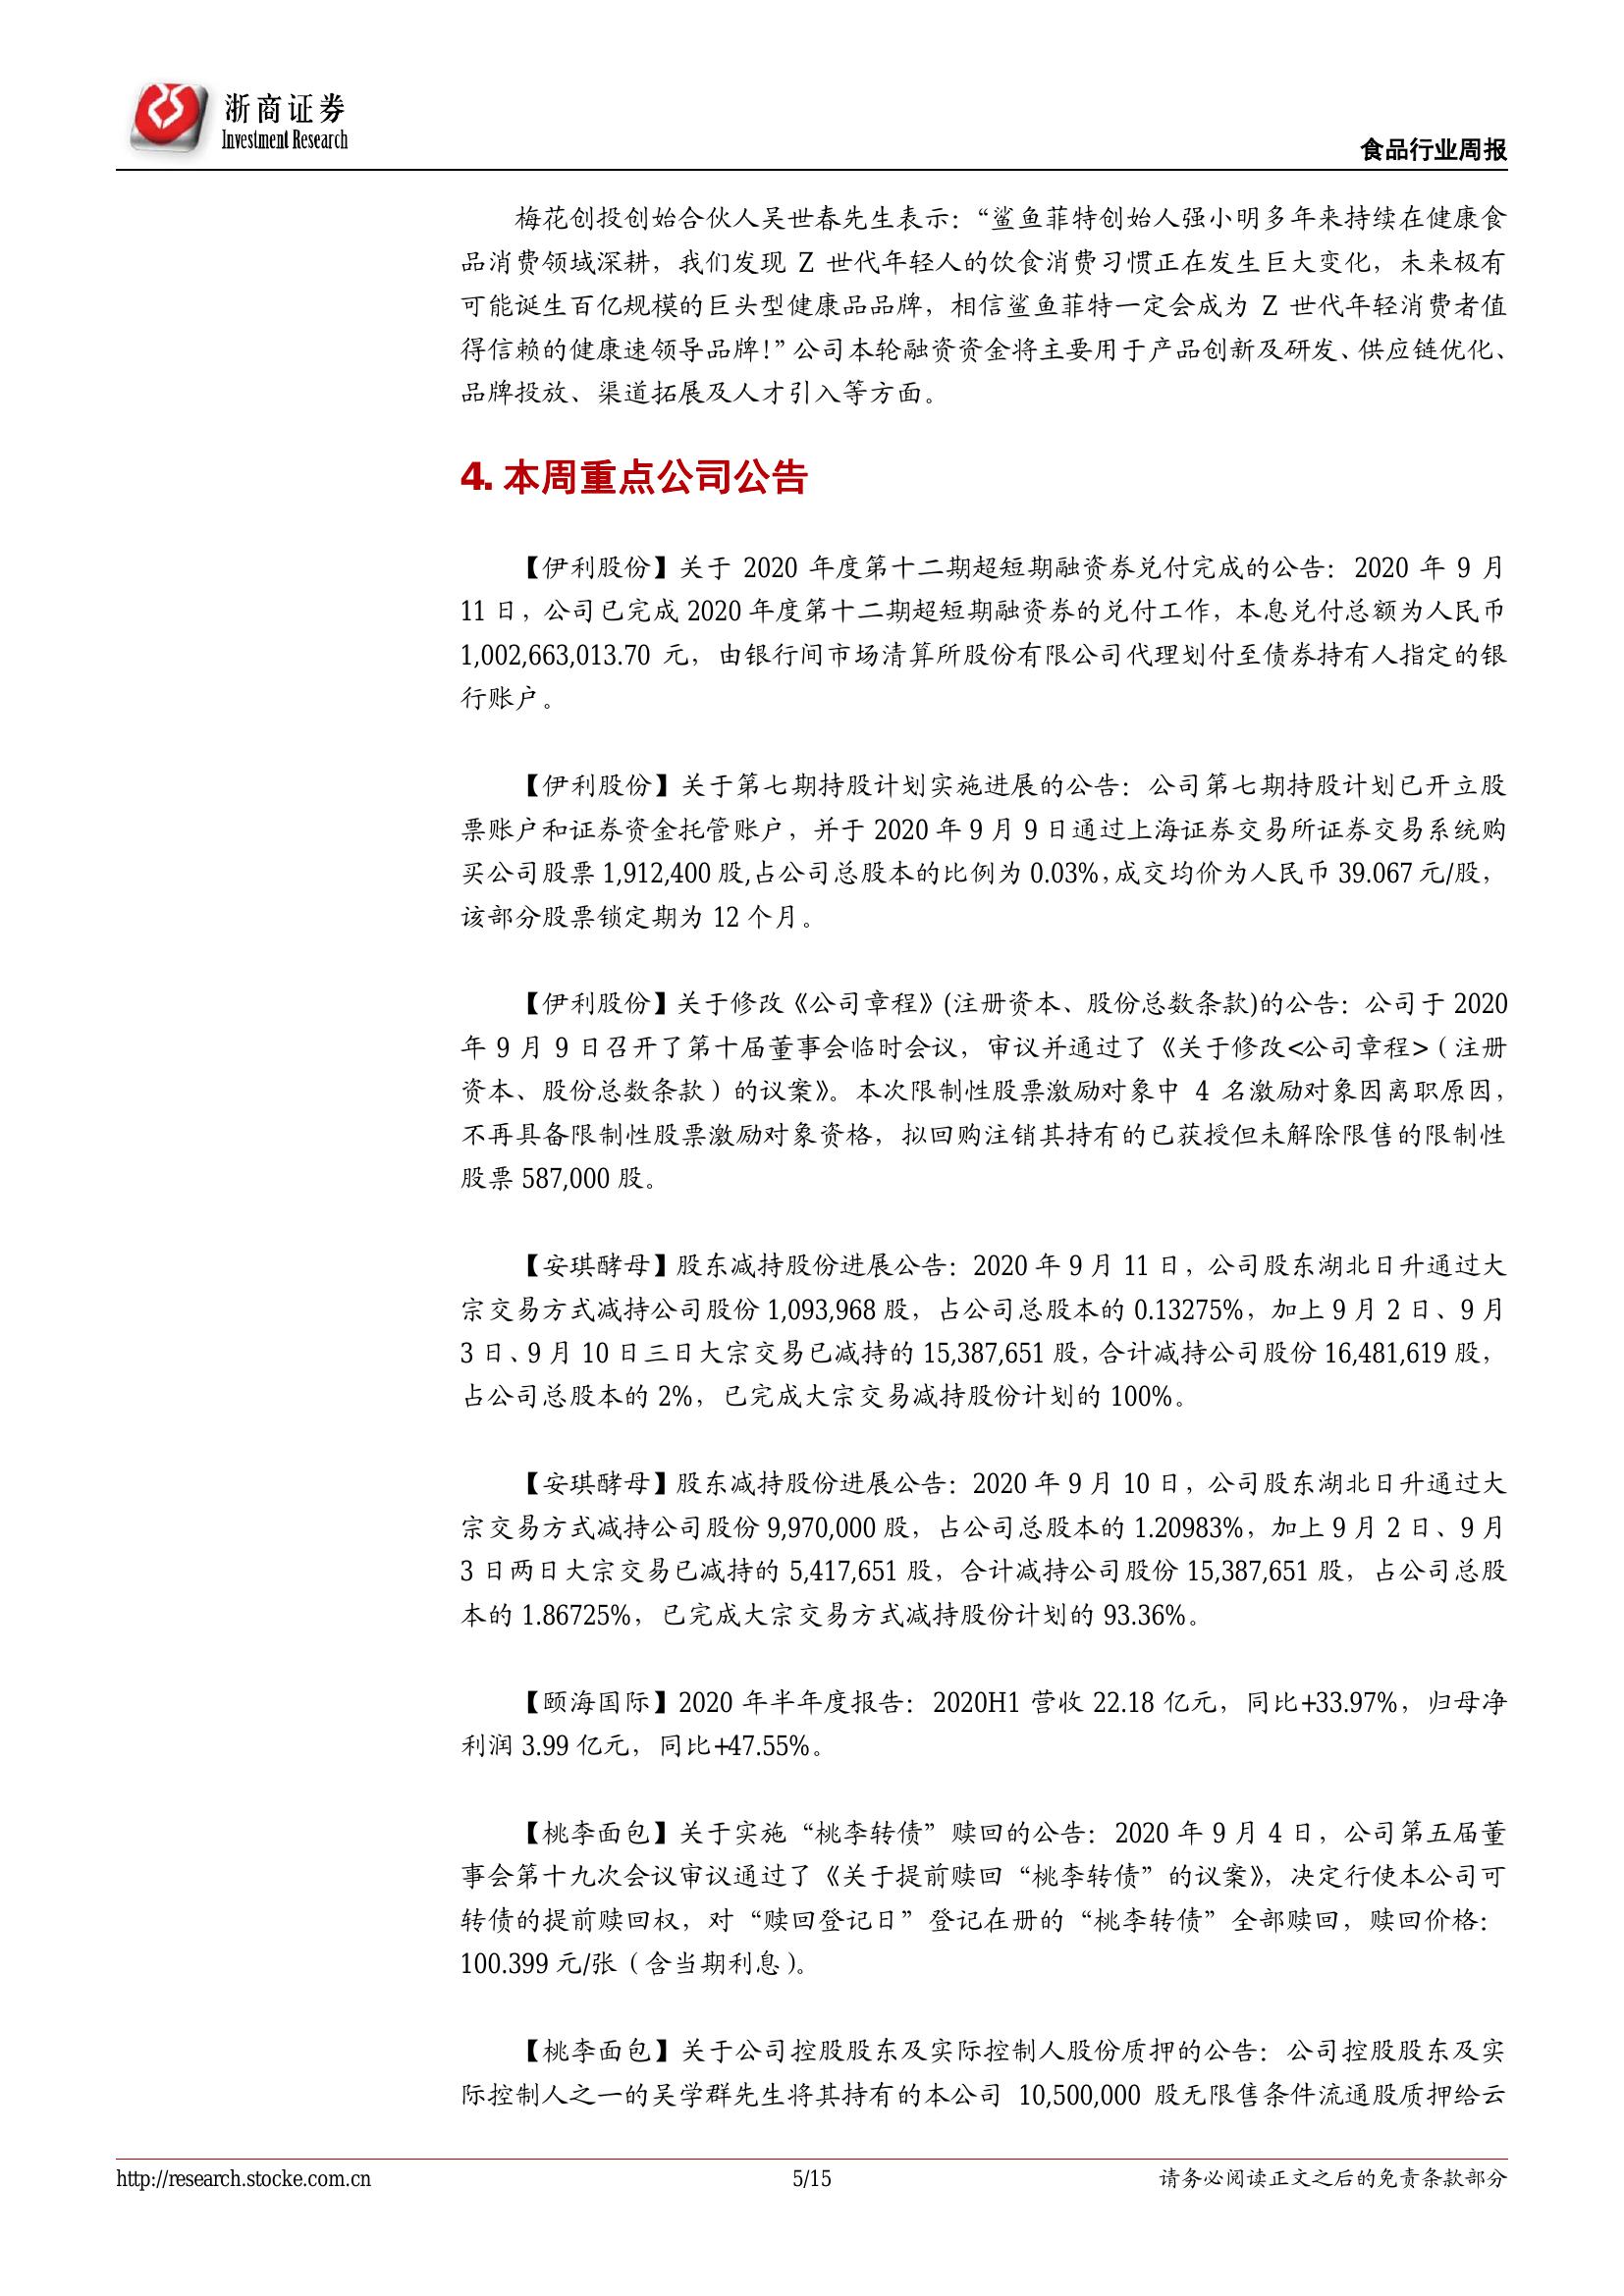 浙商证券
Investment Research
食品行业周报
梅花创投创始合伙人吴世春先生表示：“鲨鱼菲特创始人强小明多年来持续在健康食
品消费领域深耕，我们发现 Z 世代年轻人的饮食消费习惯正在发生巨大变化，未来极有
可能诞生百亿规模的巨头型健康品品牌，相信鲨鱼菲特一定会成为 Z 世代年轻消费者值
得信赖的健康速领导品牌！”公司本轮融资资金将主要用于产品创新及研发、供应链优化、
品牌投放、渠道拓展及人才引入等方面。
4. 本周重点公司公告
【伊利股份】关于 2020 年度第十二期超短期融资券兑付完成的公告：2020 年 9 月
11 日，公司已完成 2020 年度第十二期超短期融资券的兑付工作，本息兑付总额为人民币
1,002,663,013.70 元，由银行间市场清算所股份有限公司代理划付至债券持有人指定的银
行账户。
【伊利股份】关于第七期持股计划实施进展的公告：公司第七期持股计划已开立股
票账户和证券资金托管账户，并于 2020 年 9 月 9 日通过上海证券交易所证券交易系统购
买公司股票 1,912,400 股,占公司总股本的比例为 0.03%，成交均价为人民币 39.067 元/股，
该部分股票锁定期为 12 个月。
【伊利股份】关于修改《公司章程》(注册资本、股份总数条款)的公告：公司于 2020
年 9 月 9 日召开了第十届董事会临时会议，审议并通过了《关于修改<公司章程>（注册
资本、股份总数条款）的议案》。本次限制性股票激励对象中 4 名激励对象因离职原因，
不再具备限制性股票激励对象资格，拟回购注销其持有的已获授但未解除限售的限制性
股票 587,000 股。
【安琪酵母】股东减持股份进展公告：2020 年 9 月 11 日，公司股东湖北日升通过大
宗交易方式减持公司股份 1,093,968 股，占公司总股本的 0.13275%，加上 9 月 2 日、9 月
3 日、9 月 10 日三日大宗交易已减持的 15,387,651 股，合计减持公司股份 16,481,619 股，
占公司总股本的 2%，已完成大宗交易减持股份计划的 100%。
【安琪酵母】股东减持股份进展公告：2020 年 9 月 10 日，公司股东湖北日升通过大
宗交易方式减持公司股份 9,970,000 股，占公司总股本的 1.20983%，加上 9 月 2 日、9 月
3 日两日大宗交易已减持的 5,417,651 股，合计减持公司股份 15,387,651 股，占公司总股
本的 1.86725%，已完成大宗交易方式减持股份计划的 93.36%。
【颐海国际】2020 年半年度报告：2020H1 营收 22.18 亿元，同比+33.97%，归母净
利润 3.99 亿元，同比+47.55%。
【桃李面包】关于实施“桃李转债”赎回的公告：2020 年 9 月 4 日，公司第五届董
事会第十九次会议审议通过了《关于提前赎回“桃李转债”的议案》，决定行使本公司可
转债的提前赎回权，对“赎回登记日”登记在册的“桃李转债”全部赎回，赎回价格：
100.399 元/张（含当期利息）。
【桃李面包】关于公司控股股东及实际控制人股份质押的公告：公司控股股东及实
际控制人之一的吴学群先生将其持有的本公司 10,500,000 股无限售条件流通股质押给云
http://research.stocke.com.cn
5/15
请务必阅读正文之后的免责条款部分